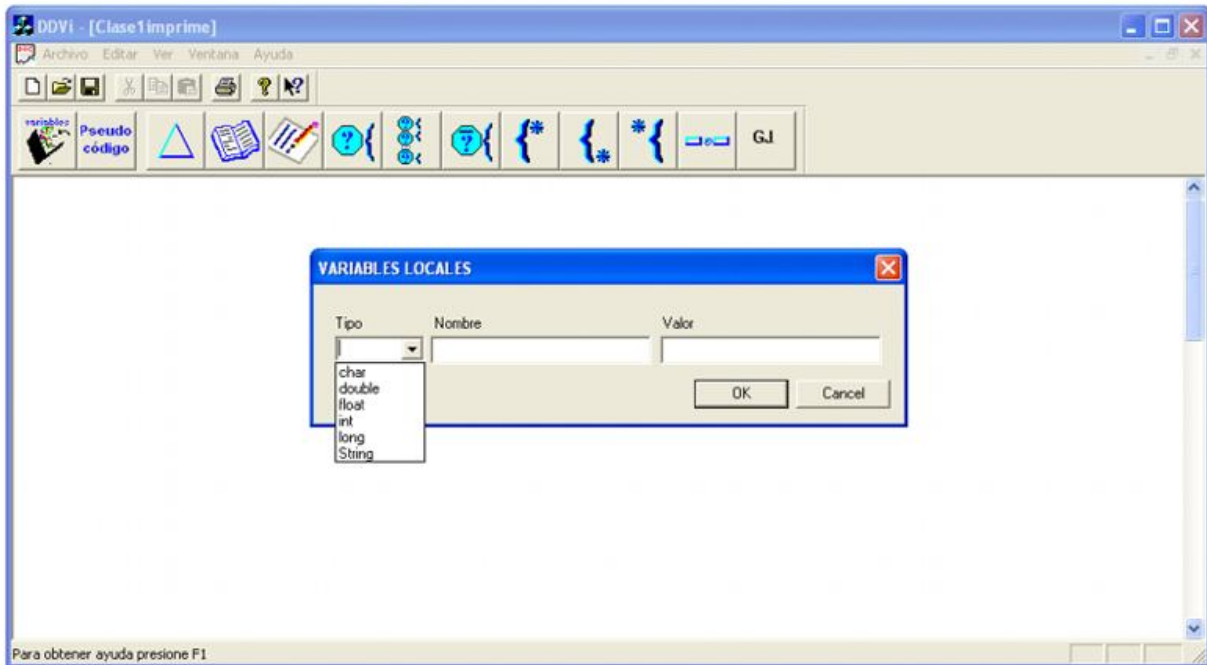 DDVi - [Clase1imprime]
Archivo Editar Ver Ventana Ayuda
variables
Pseudo
código
G.I
VARIABLES LOCALES
Tipo Nombre Valor
char
double
float
int
long
String
OK Cancel
Para obtener ayuda presione F1